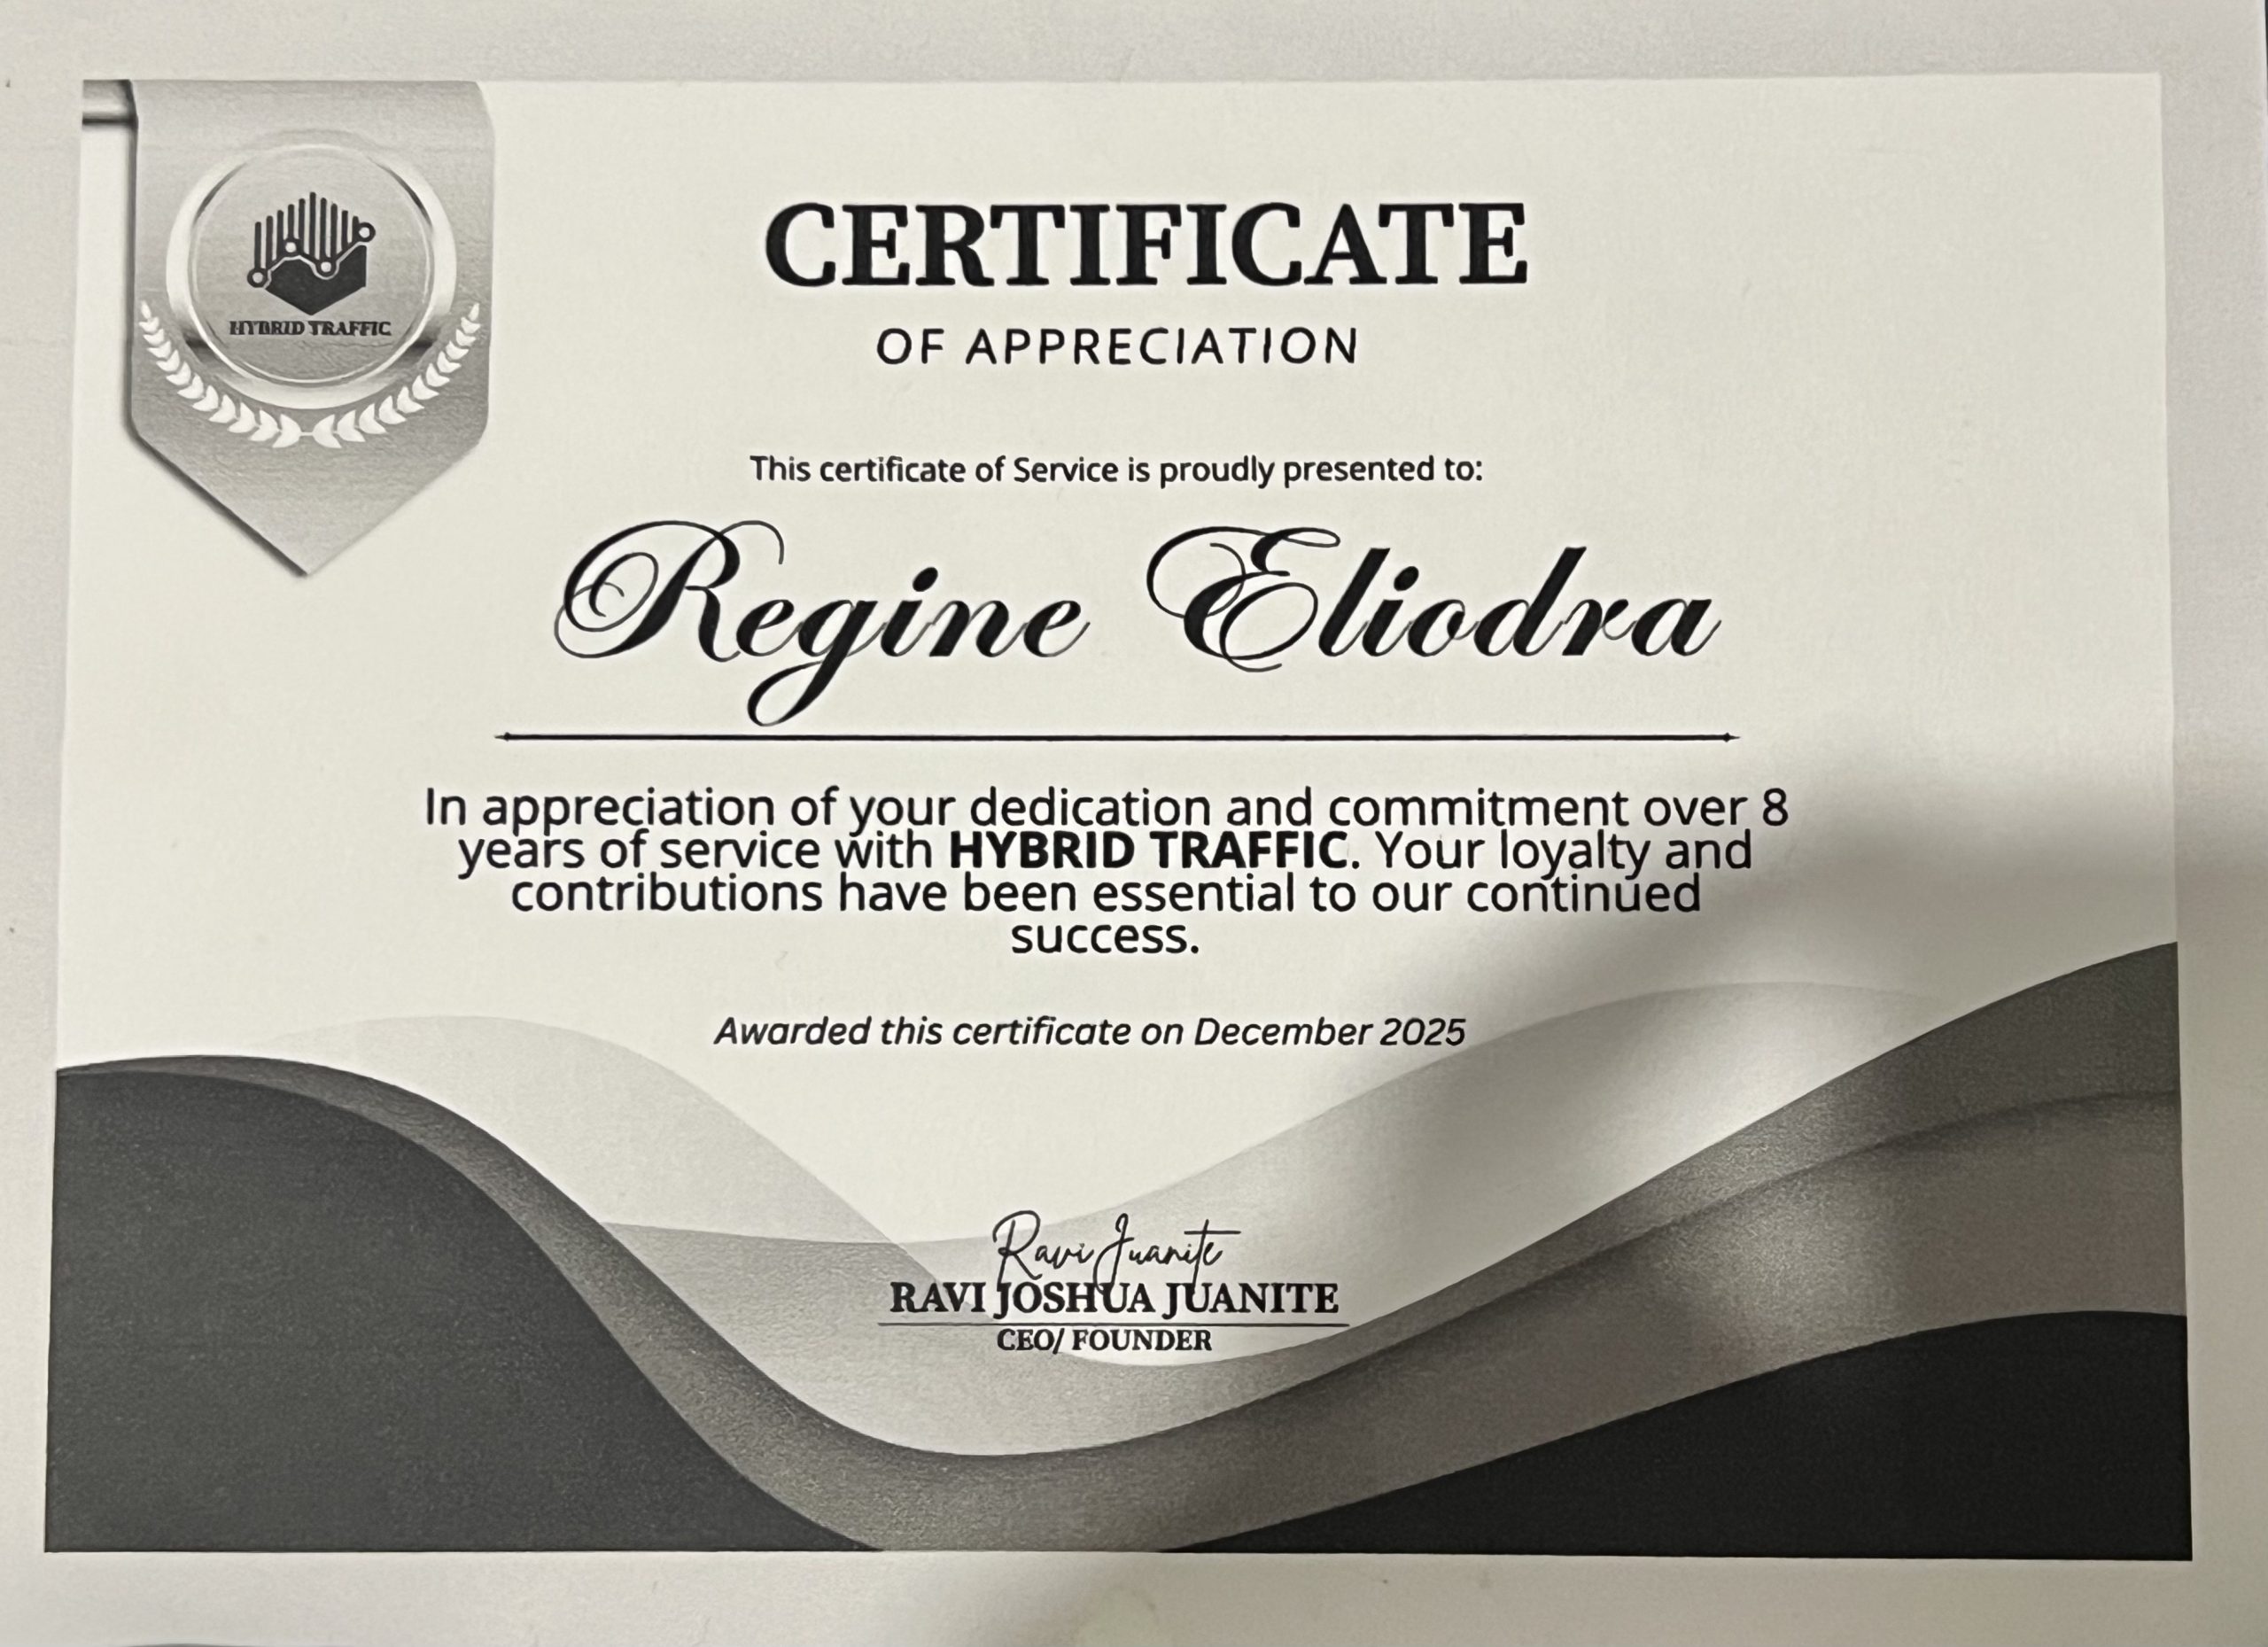 HYBRID TRAFFIC
CERTIFICATE
OF APPRECIATION
This certificate of Service is proudly presented to:
Regine Eliodra
In appreciation of your dedication and commitment over 8
years of service with HYBRID TRAFFIC. Your loyalty and
contributions have been essential to our continued
success.
Awarded this certificate on December 2025
Ravi Juanite
RAVI JOSHUA JUANITE
CEO/ FOUNDER